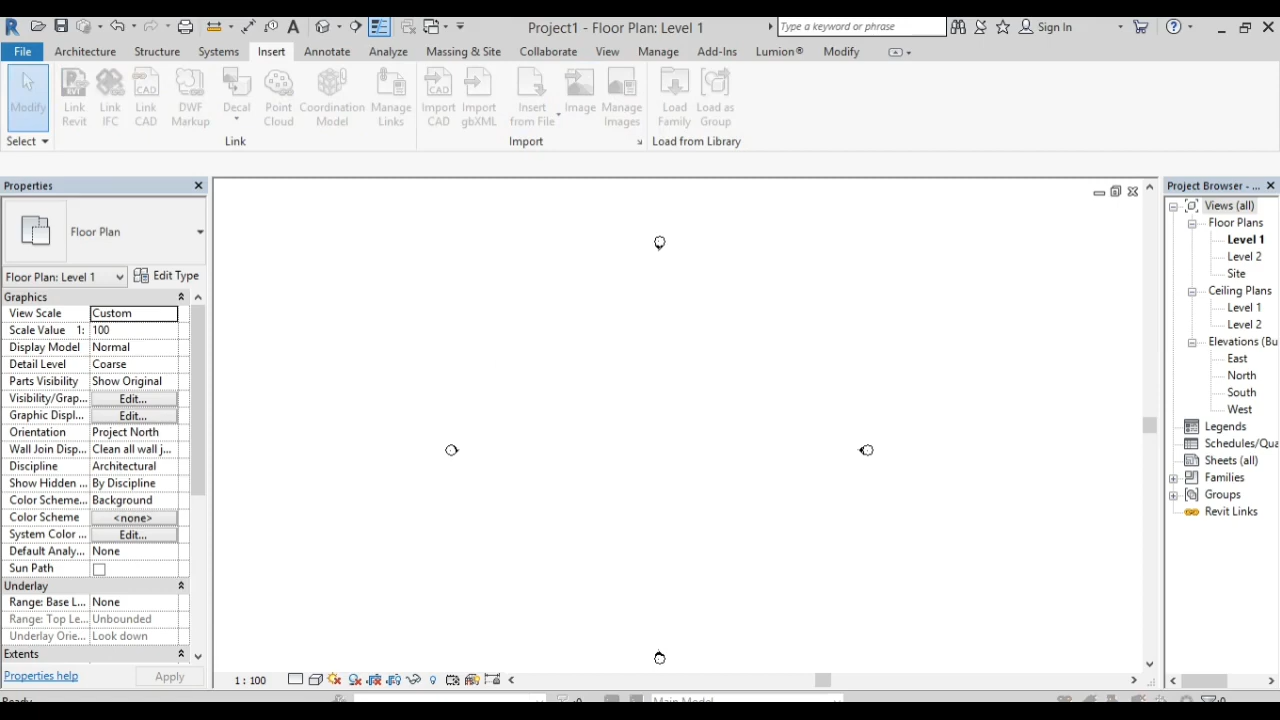 Project1 - Floor Plan: Level 1
Type a keyword or phrase
Sign In
File Architecture Structure Systems Insert Annotate Analyze Massing & Site Collaborate View Manage Add-Ins Lumion® Modify
Modify
Link Revit
Link IFC
Link CAD
DWF Markup
Decal
Point Cloud
Coordination Model
Manage Links
Import CAD
Import gbXML
Insert from File
Image
Manage Images
Load Family
Load as Group
Select
Link
Import
Load from Library
Properties
Floor Plan
Floor Plan: Level 1
Edit Type
Graphics
View Scale Custom
Scale Value 1: 100
Display Model Normal
Detail Level Coarse
Parts Visibility Show Original
Visibility/Grap... Edit...
Graphic Displ... Edit...
Orientation Project North
Wall Join Disp... Clean all wall j...
Discipline Architectural
Show Hidden ... By Discipline
Color Scheme... Background
Color Scheme <none>
System Color ... Edit...
Default Analy... None
Sun Path
Underlay
Range: Base L... None
Range: Top Le... Unbounded
Underlay Orie... Look down
Extents
Properties help
Apply
1 : 100
Project Browser - ...
Views (all)
Floor Plans
Level 1
Level 2
Site
Ceiling Plans
Level 1
Level 2
Elevations (Bu
East
North
South
West
Legends
Schedules/Qua
Sheets (all)
Families
Groups
Revit Links
Ready
Main Model